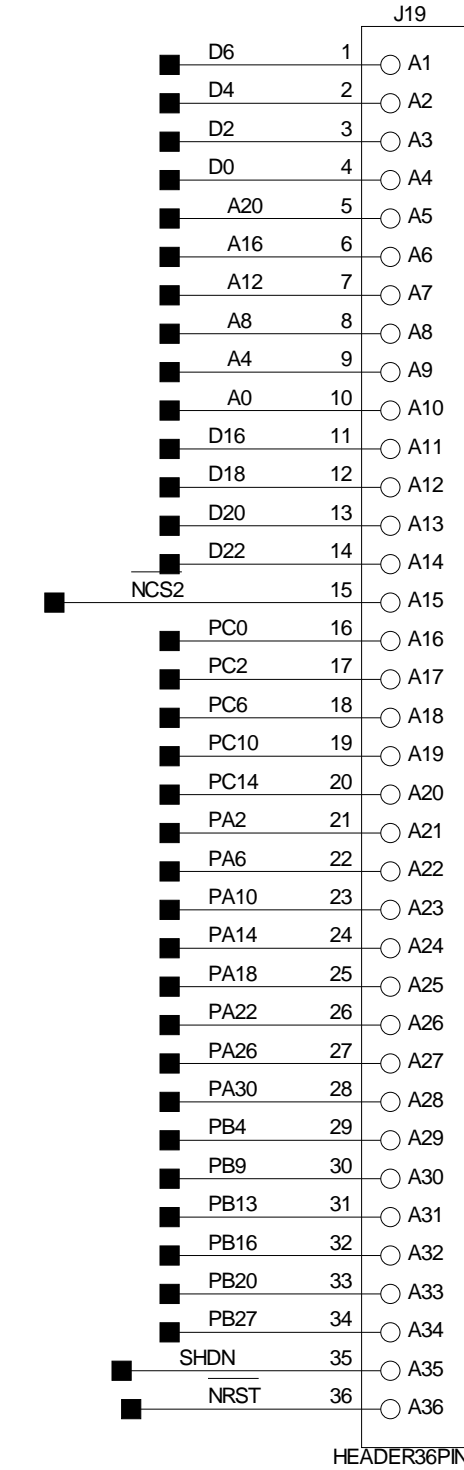 J19
D6 1 A1
D4 2 A2
D2 3 A3
D0 4 A4
A20 5 A5
A16 6 A6
A12 7 A7
A8 8 A8
A4 9 A9
A0 10 A10
D16 11 A11
D18 12 A12
D20 13 A13
D22 14 A14
NCS2 15 A15
PC0 16 A16
PC2 17 A17
PC6 18 A18
PC10 19 A19
PC14 20 A20
PA2 21 A21
PA6 22 A22
PA10 23 A23
PA14 24 A24
PA18 25 A25
PA22 26 A26
PA26 27 A27
PA30 28 A28
PB4 29 A29
PB9 30 A30
PB13 31 A31
PB16 32 A32
PB20 33 A33
PB27 34 A34
SHDN 35 A35
NRST 36 A36
HEADER36PIN